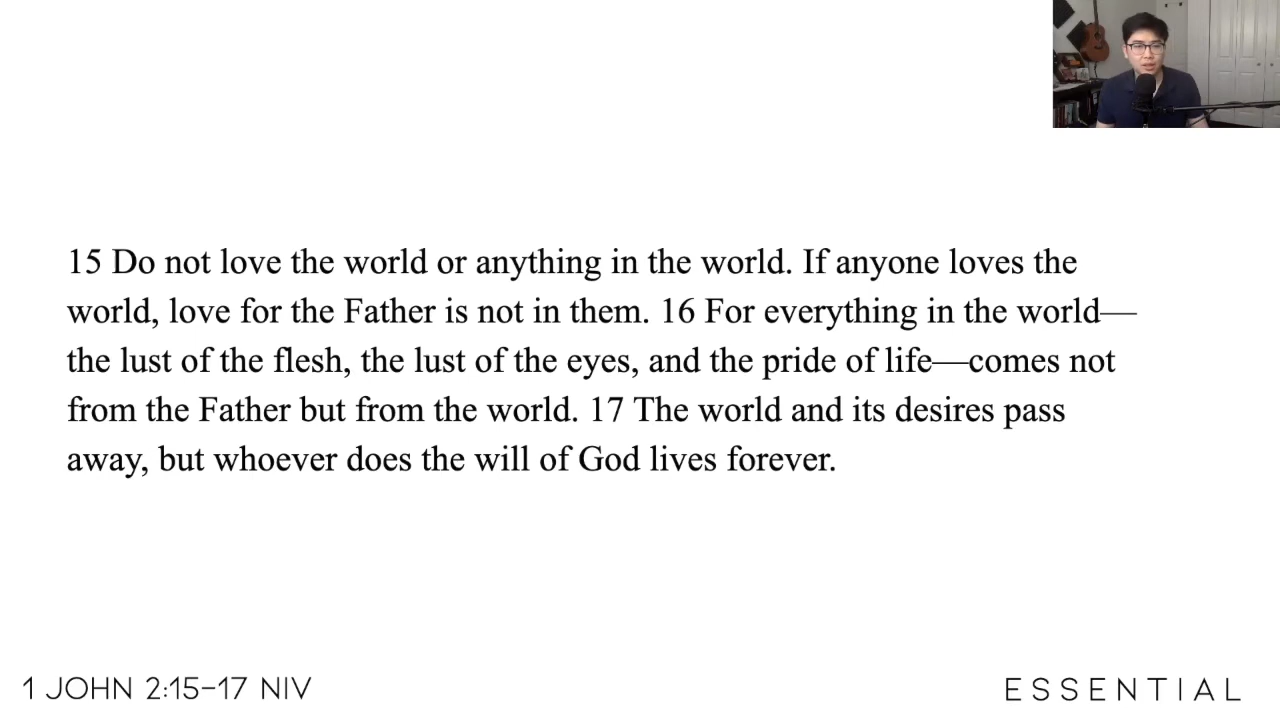 15 Do not love the world or anything in the world. If anyone loves the
world, love for the Father is not in them. 16 For everything in the world—
the lust of the flesh, the lust of the eyes, and the pride of life—comes not
from the Father but from the world. 17 The world and its desires pass
away, but whoever does the will of God lives forever.
1 JOHN 2:15-17 NIV
ESSENTIAL